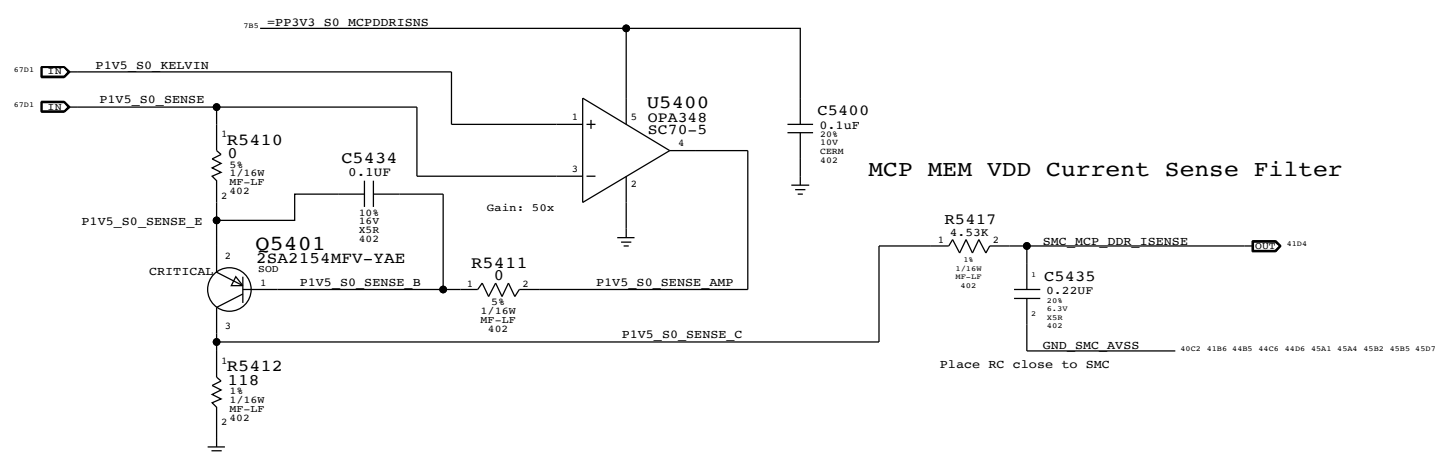 7B5 =PP3V3_S0_MCPDDRISNS
67D1 IN P1V5_S0_KELVIN
67D1 IN P1V5_S0_SENSE
U5400
OPA348
SC70-5
1
+
5
4
3
−
2
Gain: 50x
C5400
0.1uF
20%
10V
CERM
402
1
R5410
0
5%
1/16W
MF-LF
402
2
C5434
0.1UF
10%
16V
X5R
402
P1V5_S0_SENSE_E
MCP MEM VDD Current Sense Filter
2
Q5401
2SA2154MFV-YAE
SOD
CRITICAL
1
3
P1V5_S0_SENSE_B
R5411
0
1
2
5%
1/16W
MF-LF
402
P1V5_S0_SENSE_AMP
R5417
4.53K
1
2
1%
1/16W
MF-LF
402
SMC_MCP_DDR_ISENSE
OUT 41D4
1
C5435
0.22UF
20%
6.3V
X5R
402
2
P1V5_S0_SENSE_C
GND_SMC_AVSS
40C2 41B6 44B5 44C6 44D6 45A1 45A4 45B2 45B5 45D7
Place RC close to SMC
1
R5412
118
1%
1/16W
MF-LF
402
2